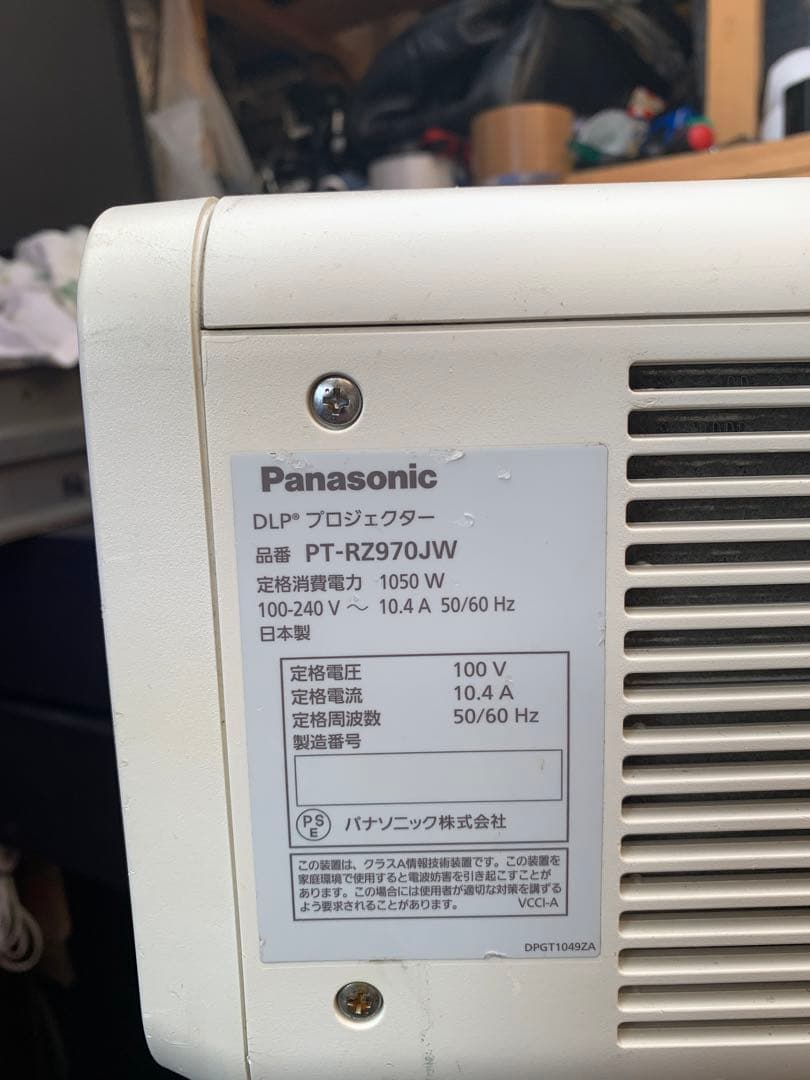 Panasonic
DLP® プロジェクター
品番 PT-RZ970JW
定格消費電力 1050 W
100-240 V ～ 10.4 A 50/60 Hz
日本製
定格電圧 100 V
定格電流 10.4 A
定格周波数 50/60 Hz
製造番号
PS
E
パナソニック株式会社
この装置は、クラスA情報技術装置です。この装置を
家庭環境で使用すると電波妨害を引き起こすことが
あります。この場合には使用者が適切な対策を講ずる
よう要求されることがあります。 VCCI-A
DPGT1049ZA